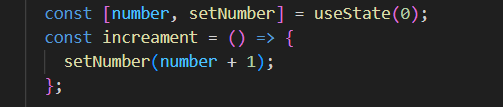 const [number, setNumber] = useState(0);
const increament = () => {
setNumber(number + 1);
};